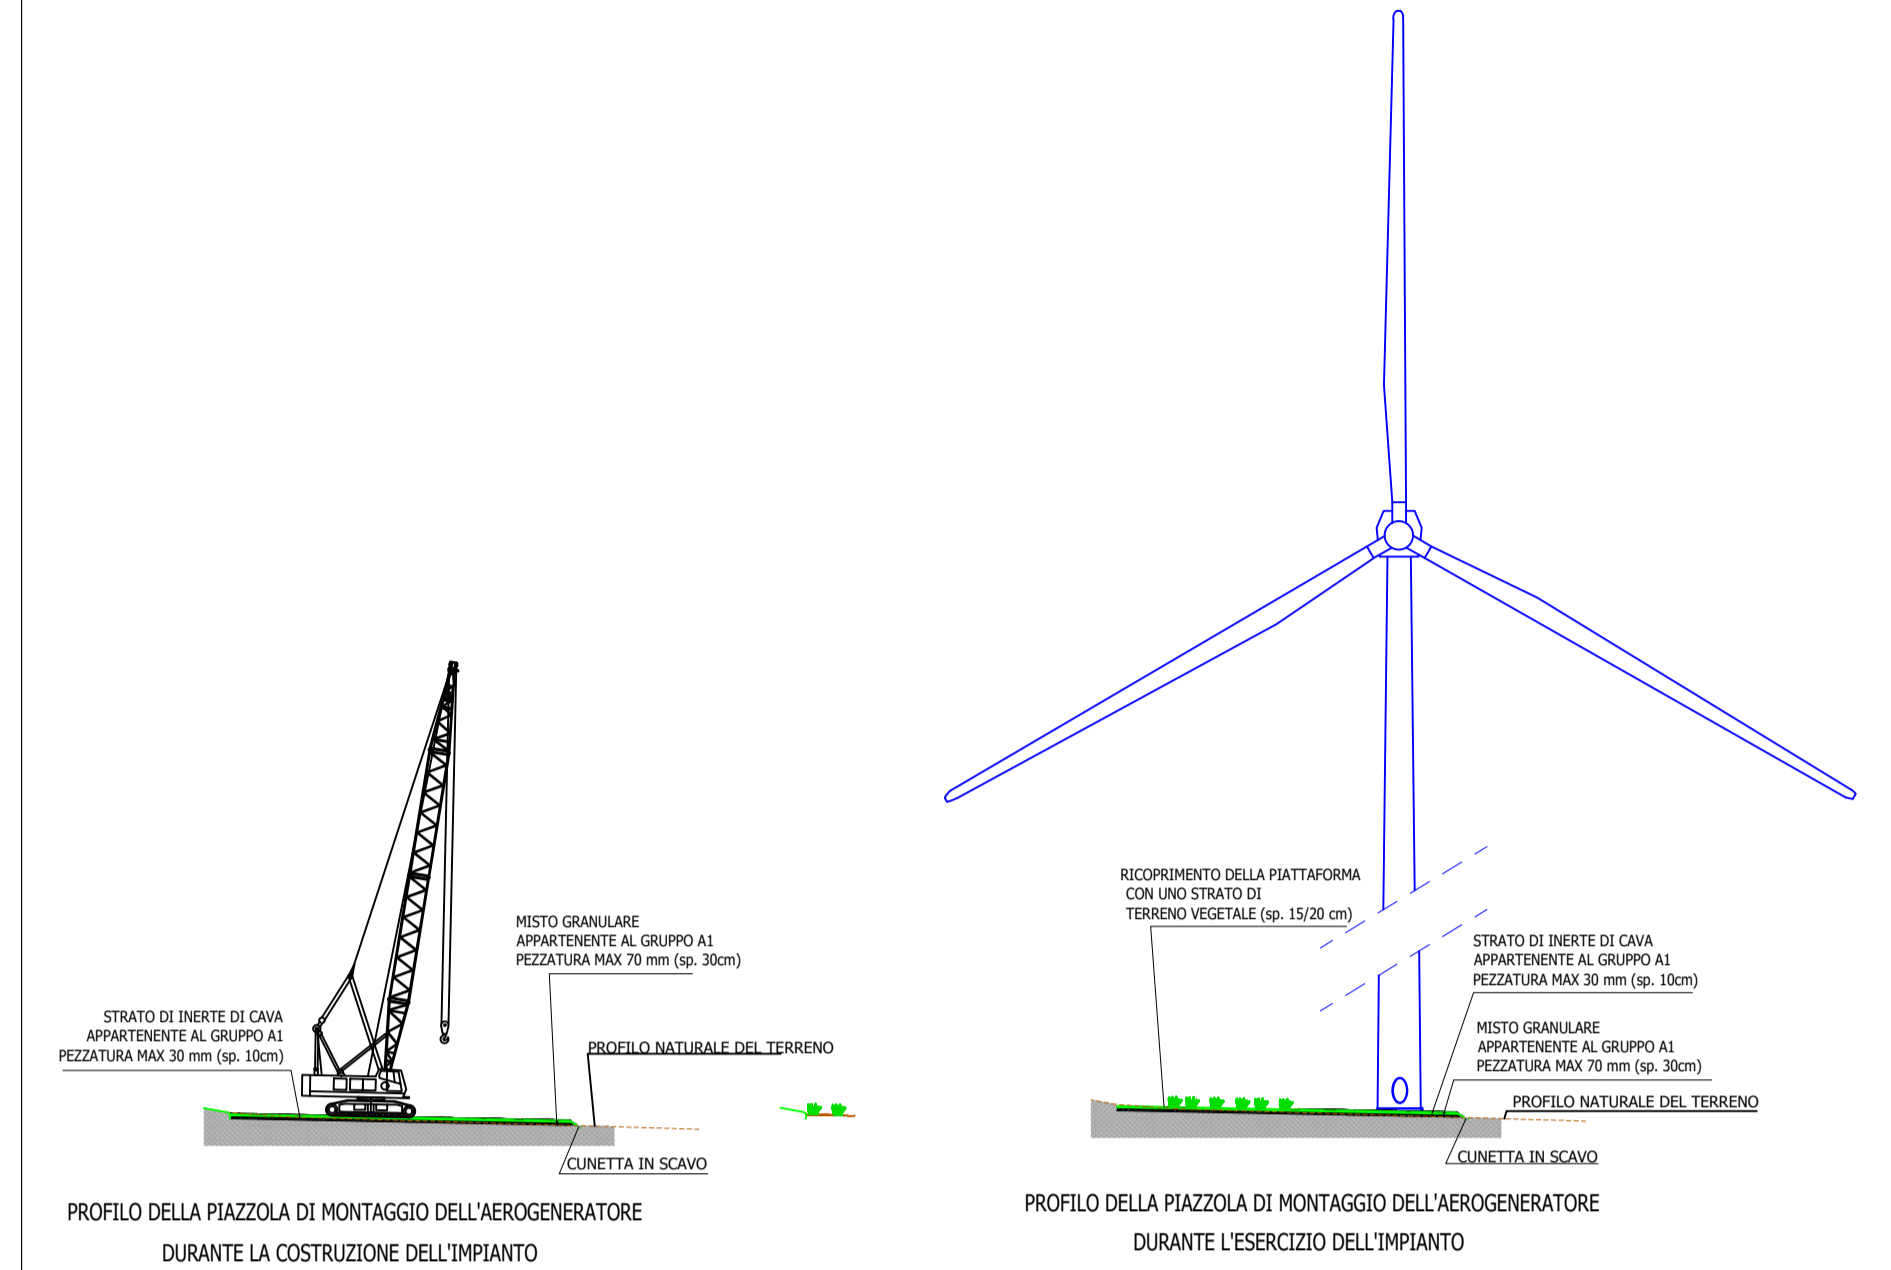 MISTO GRANULARE
APPARTENENTE AL GRUPPO A1
PEZZATURA MAX 70 mm (sp. 30cm)
STRATO DI INERTE DI CAVA
APPARTENENTE AL GRUPPO A1
PEZZATURA MAX 30 mm (sp. 10cm)
PROFILO NATURALE DEL TERRENO
CUNETTA IN SCAVO
PROFILO DELLA PIAZZOLA DI MONTAGGIO DELL'AEROGENERATORE
DURANTE LA COSTRUZIONE DELL'IMPIANTO
RICOPRIMENTO DELLA PIATTAFORMA
CON UNO STRATO DI
TERRENO VEGETALE (sp. 15/20 cm)
STRATO DI INERTE DI CAVA
APPARTENENTE AL GRUPPO A1
PEZZATURA MAX 30 mm (sp. 10cm)
MISTO GRANULARE
APPARTENENTE AL GRUPPO A1
PEZZATURA MAX 70 mm (sp. 30cm)
PROFILO NATURALE DEL TERRENO
CUNETTA IN SCAVO
PROFILO DELLA PIAZZOLA DI MONTAGGIO DELL'AEROGENERATORE
DURANTE L'ESERCIZIO DELL'IMPIANTO